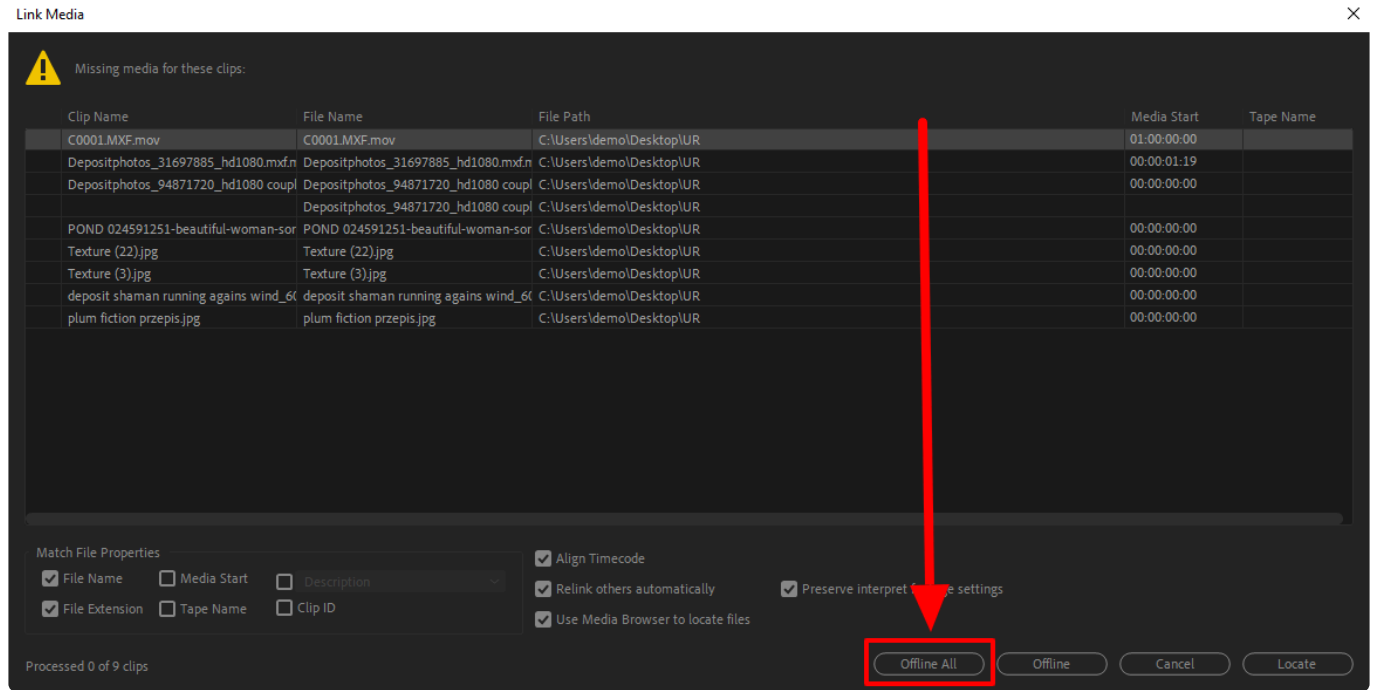 Link Media
Missing media for these clips:
Clip Name File Name File Path Media Start Tape Name
C0001.MXF.mov C0001.MXF.mov C:\Users\demo\Desktop\UR 01:00:00:00
Depositphotos_31697885_hd1080.mxf.m Depositphotos_31697885_hd1080.mxf.m C:\Users\demo\Desktop\UR 00:00:01:19
Depositphotos_94871720_hd1080 coupl Depositphotos_94871720_hd1080 coupl C:\Users\demo\Desktop\UR 00:00:00:00
Depositphotos_94871720_hd1080 coupl C:\Users\demo\Desktop\UR
POND 024591251-beautiful-woman-sor POND 024591251-beautiful-woman-sor C:\Users\demo\Desktop\UR 00:00:00:00
Texture (22).jpg Texture (22).jpg C:\Users\demo\Desktop\UR 00:00:00:00
Texture (3).jpg Texture (3).jpg C:\Users\demo\Desktop\UR 00:00:00:00
deposit shaman running agains wind_60 deposit shaman running agains wind_60 C:\Users\demo\Desktop\UR 00:00:00:00
plum fiction przepis.jpg plum fiction przepis.jpg C:\Users\demo\Desktop\UR 00:00:00:00
Match File Properties
Align Timecode
File Name Media Start Description
Relink others automatically Preserve interpret settings
File Extension Tape Name Clip ID
Use Media Browser to locate files
Processed 0 of 9 clips
Offline All Offline Cancel Locate